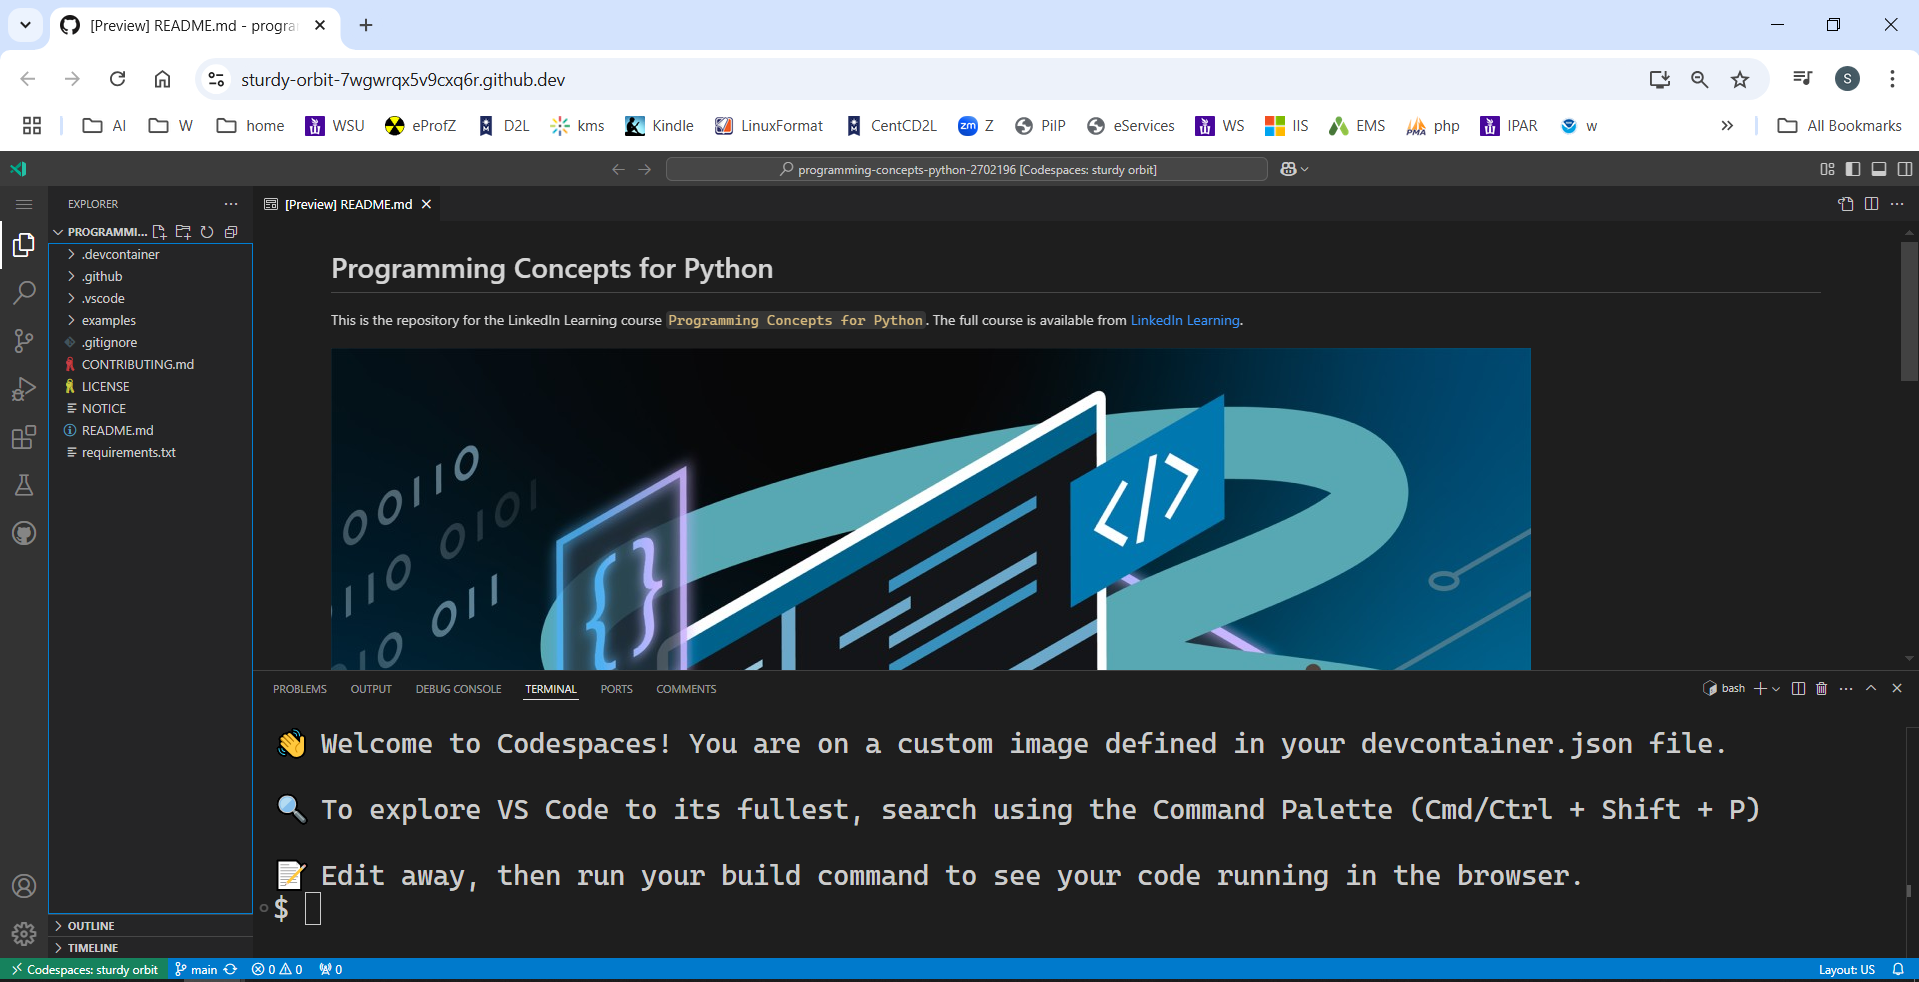 [Preview] README.md - progra
sturdy-orbit-7wgwrqx5v9cxq6r.github.dev
S
AI W home WSU eProfZ D2L kms Kindle LinuxFormat CentCD2L zm Z PiIP eServices WS IIS EMS PMA php IPAR w » All Bookmarks
programming-concepts-python-2702196 [Codespaces: sturdy orbit]
EXPLORER
[Preview] README.md
PROGRAMMI...
.devcontainer
.github
.vscode
examples
.gitignore
CONTRIBUTING.md
LICENSE
NOTICE
README.md
requirements.txt
OUTLINE
TIMELINE
Programming Concepts for Python
This is the repository for the LinkedIn Learning course Programming Concepts for Python. The full course is available from LinkedIn Learning.
00110
0101
110
011
010
{ }
</>
PROBLEMS OUTPUT DEBUG CONSOLE TERMINAL PORTS COMMENTS
bash
👋 Welcome to Codespaces! You are on a custom image defined in your devcontainer.json file.
🔍 To explore VS Code to its fullest, search using the Command Palette (Cmd/Ctrl + Shift + P)
📝 Edit away, then run your build command to see your code running in the browser.
$
Codespaces: sturdy orbit main 0 0 0 Layout: US